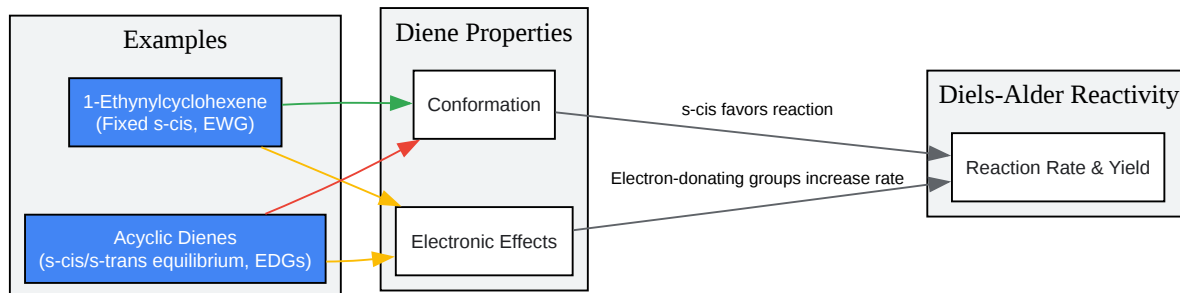 Examples
1-Ethynylcyclohexene
(Fixed s-cis, EWG)
Acyclic Dienes
(s-cis/s-trans equilibrium, EDGs)
Diene Properties
Conformation
Electronic Effects
s-cis favors reaction
Electron-donating groups increase rate
Diels-Alder Reactivity
Reaction Rate & Yield